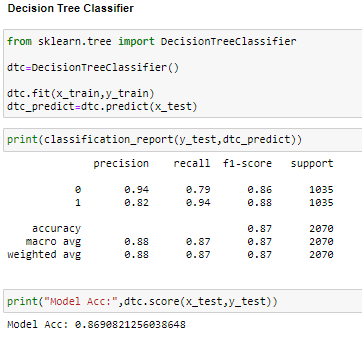 Decision Tree Classifier
from sklearn.tree import DecisionTreeClassifier
dtc=DecisionTreeClassifier()
dtc.fit(x_train,y_train)
dtc_predict=dtc.predict(x_test)
print(classification_report(y_test,dtc_predict))
precision recall f1-score support
0 0.94 0.79 0.86 1035
1 0.82 0.94 0.88 1035
accuracy 0.87 2070
macro avg 0.88 0.87 0.87 2070
weighted avg 0.88 0.87 0.87 2070
print("Model Acc:",dtc.score(x_test,y_test))
Model Acc: 0.8690821256038648